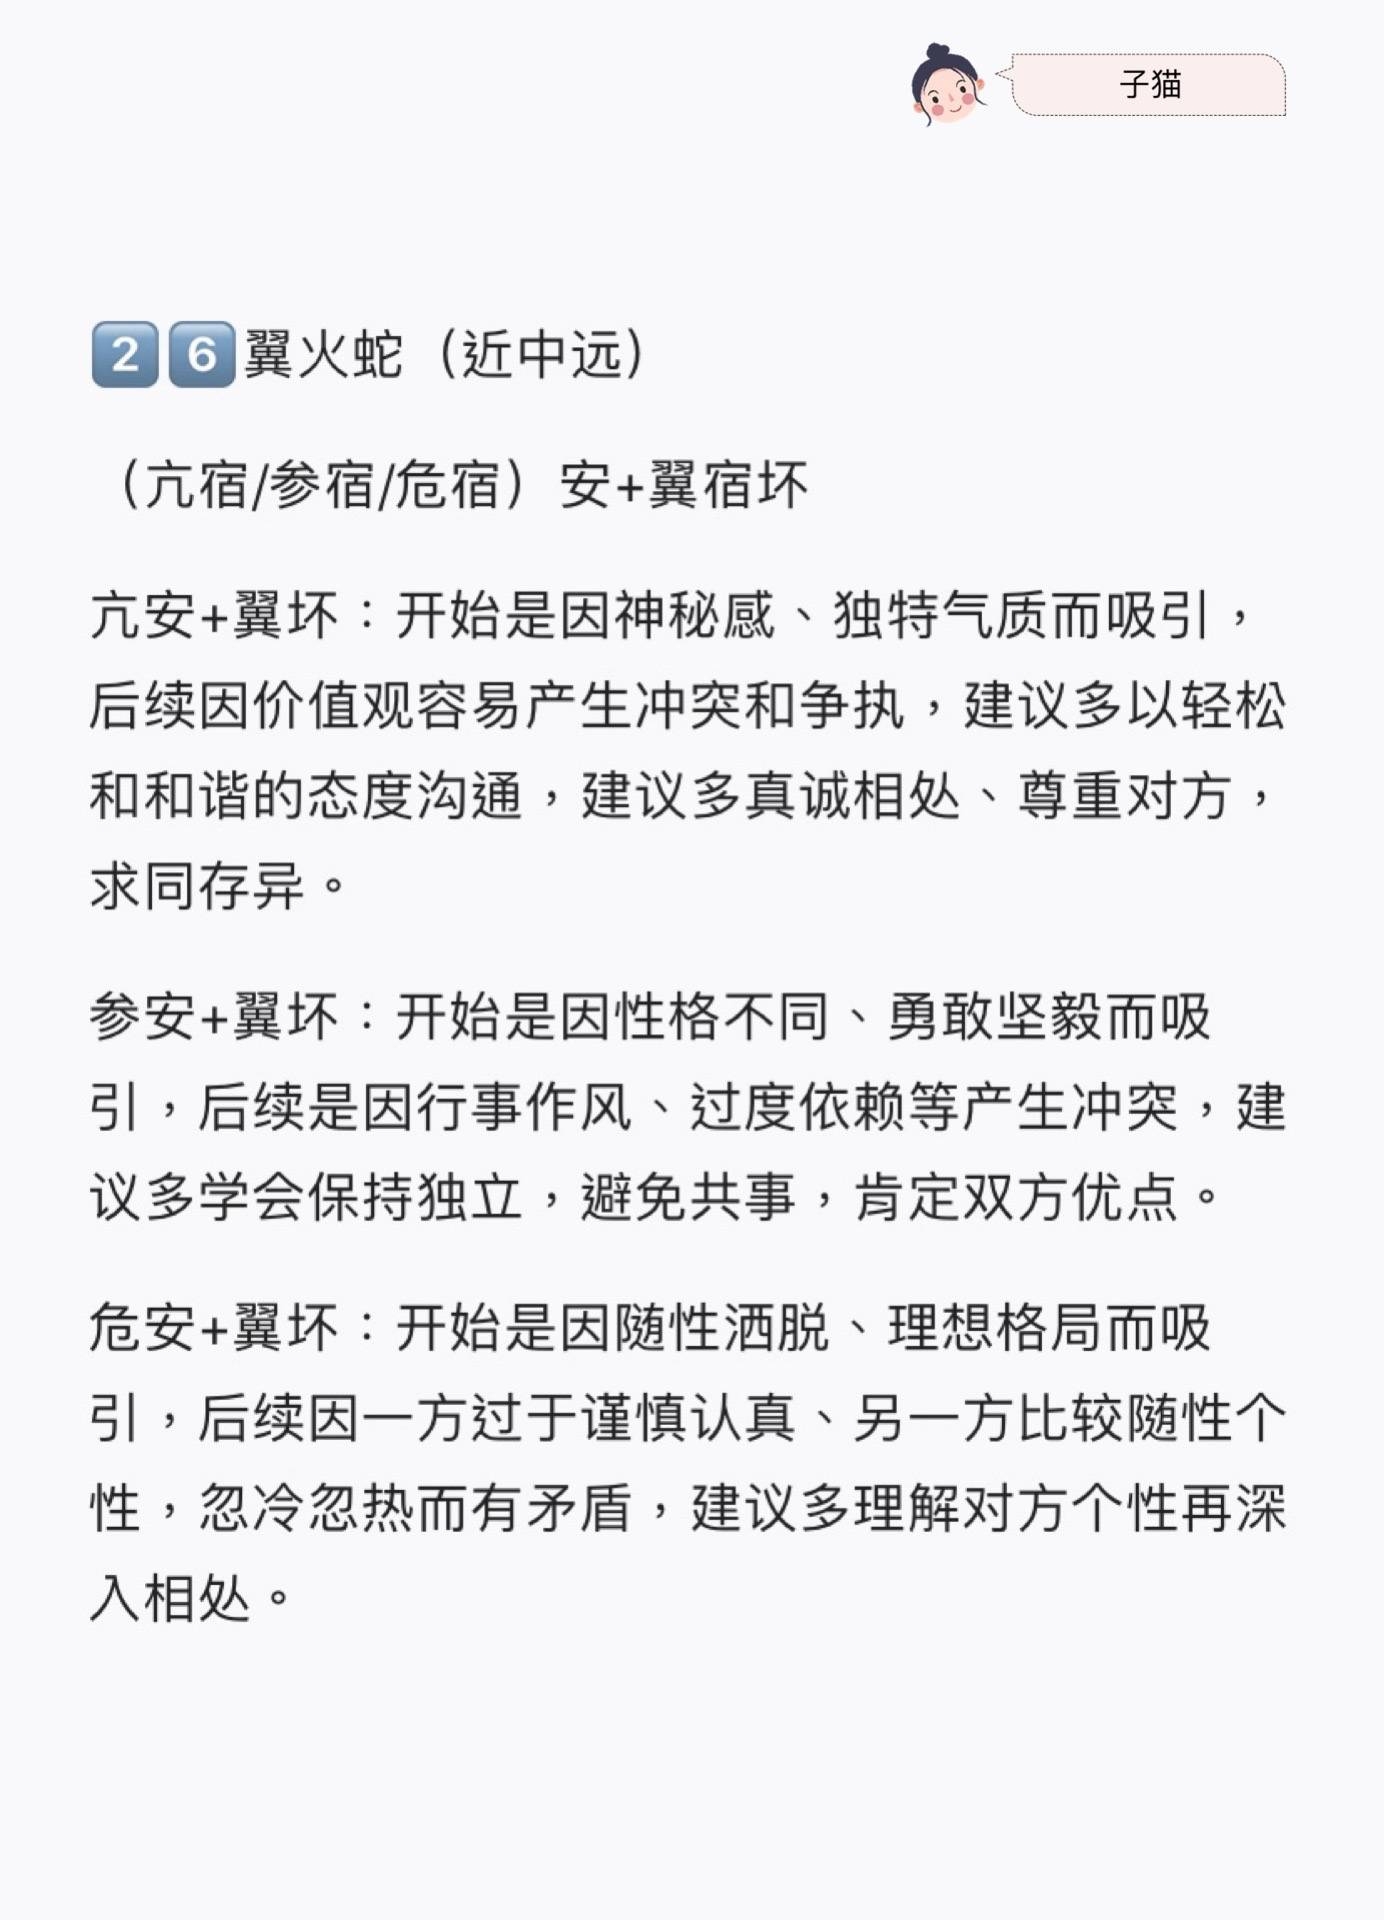 子猫
26翼火蛇（近中远）
（亢宿/参宿/危宿）安+翼宿坏
亢安+翼坏：开始是因神秘感、独特气质而吸引，
后续因价值观容易产生冲突和争执，建议多以轻松
和和谐的态度沟通，建议多真诚相处、尊重对方，
求同存异。
参安+翼坏：开始是因性格不同、勇敢坚毅而吸
引，后续是因行事作风、过度依赖等产生冲突，建
议多学会保持独立，避免共事，肯定双方优点。
危安+翼坏：开始是因随性洒脱、理想格局而吸
引，后续因一方过于谨慎认真、另一方比较随性个
性，忽冷忽热而有矛盾，建议多理解对方个性再深
入相处。